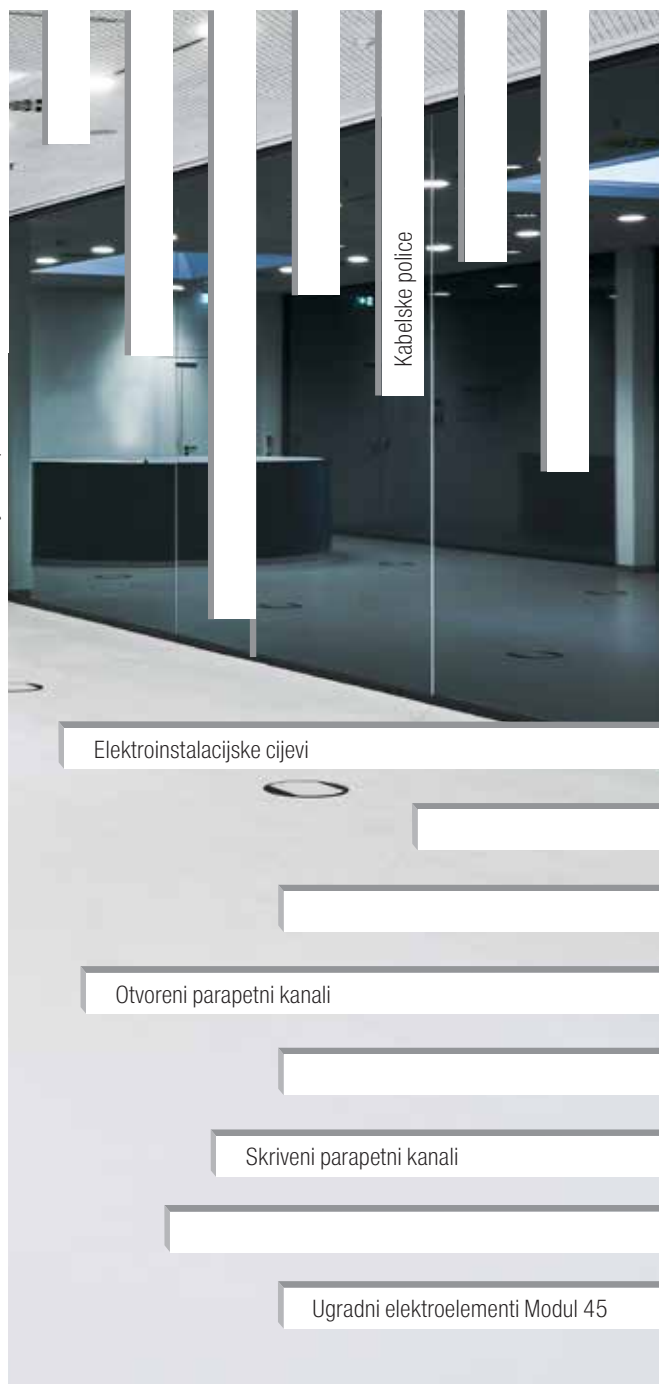 Kabelske police
Elektroinstalacijske cijevi
Otvoreni parapetni kanali
Skriveni parapetni kanali
Ugradni elektroelementi Modul 45